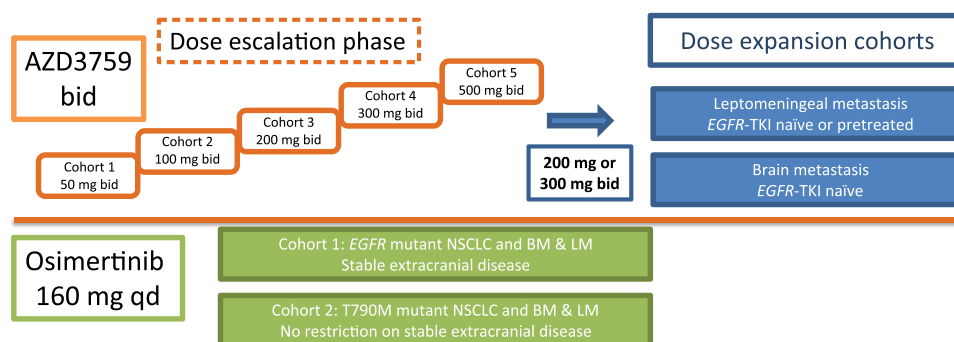 AZD3759
bid
Dose escalation phase
Cohort 1
50 mg bid
Cohort 2
100 mg bid
Cohort 3
200 mg bid
Cohort 4
300 mg bid
Cohort 5
500 mg bid
200 mg or
300 mg bid
Dose expansion cohorts
Leptomeningeal metastasis
EGFR-TKI naïve or pretreated
Brain metastasis
EGFR-TKI naïve
Osimertinib
160 mg qd
Cohort 1: EGFR mutant NSCLC and BM & LM
Stable extracranial disease
Cohort 2: T790M mutant NSCLC and BM & LM
No restriction on stable extracranial disease